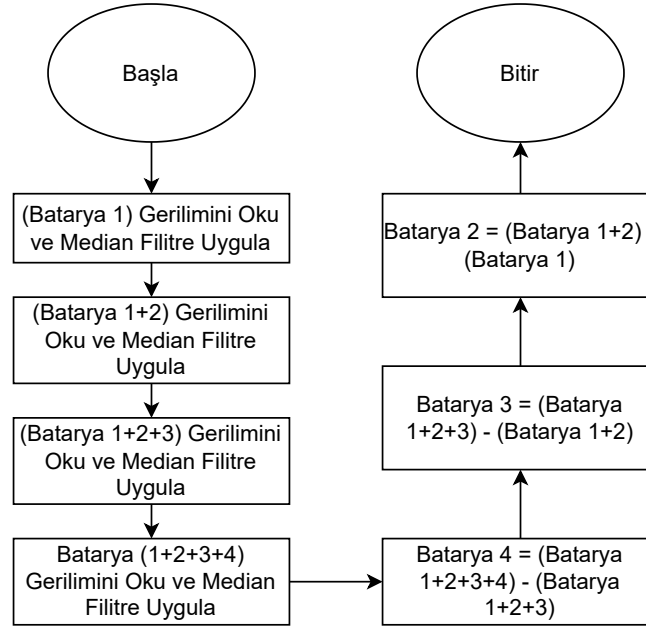 Başla
(Batarya 1) Gerilimini Oku
ve Median Filitre Uygula
(Batarya 1+2) Gerilimini
Oku ve Median Filitre
Uygula
(Batarya 1+2+3) Gerilimini
Oku ve Median Filitre
Uygula
Batarya (1+2+3+4)
Gerilimini Oku ve Median
Filitre Uygula
Batarya 4 = (Batarya
1+2+3+4) - (Batarya
1+2+3)
Batarya 3 = (Batarya
1+2+3) - (Batarya 1+2)
Batarya 2 = (Batarya 1+2)
(Batarya 1)
Bitir